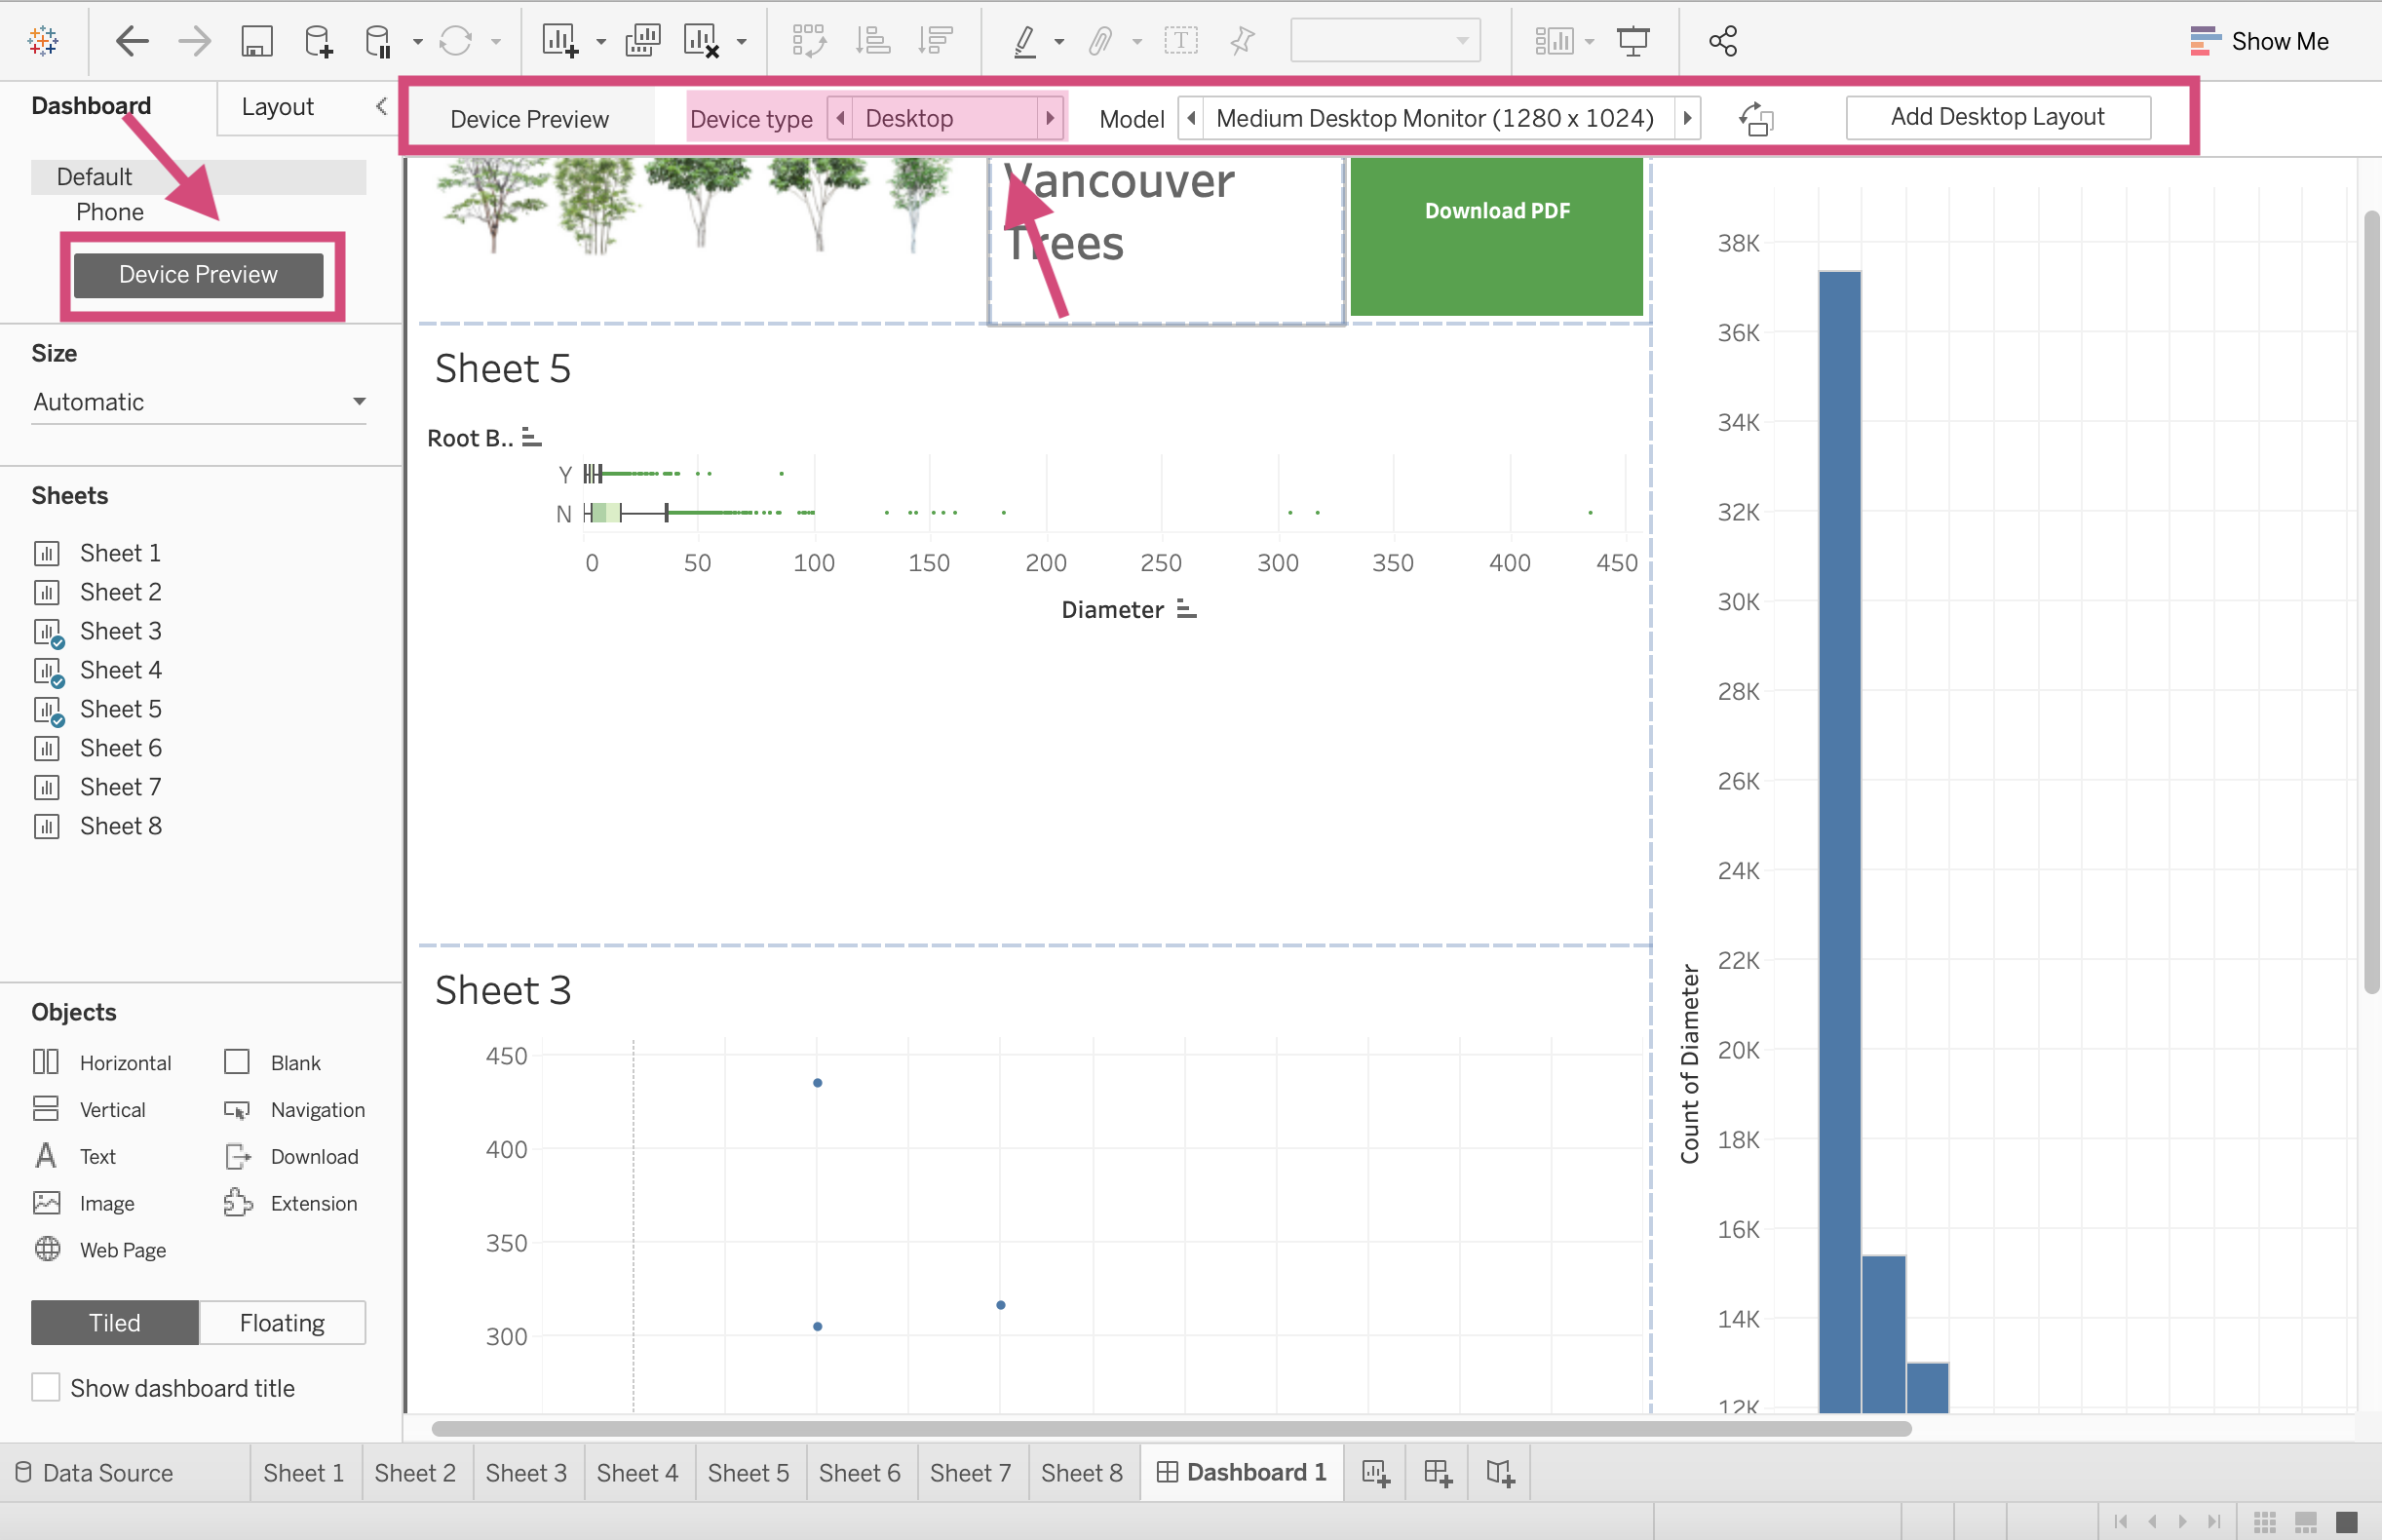 Show Me
Dashboard
Layout
Device Preview
Device type
Desktop
Model
Medium Desktop Monitor (1280 x 1024)
Add Desktop Layout
Default
Phone
Device Preview
Size
Automatic
Sheets
Sheet 1
Sheet 2
Sheet 3
Sheet 4
Sheet 5
Sheet 6
Sheet 7
Sheet 8
Objects
Horizontal
Blank
Vertical
Navigation
Text
Download
Image
Extension
Web Page
Tiled
Floating
Show dashboard title
Vancouver
Trees
Download PDF
Sheet 5
Root B..
Y
N
0 50 100 150 200 250 300 350 400 450
Diameter
Sheet 3
450
400
350
300
Count of Diameter
38K
36K
34K
32K
30K
28K
26K
24K
22K
20K
18K
16K
14K
12K
Data Source
Sheet 1
Sheet 2
Sheet 3
Sheet 4
Sheet 5
Sheet 6
Sheet 7
Sheet 8
Dashboard 1